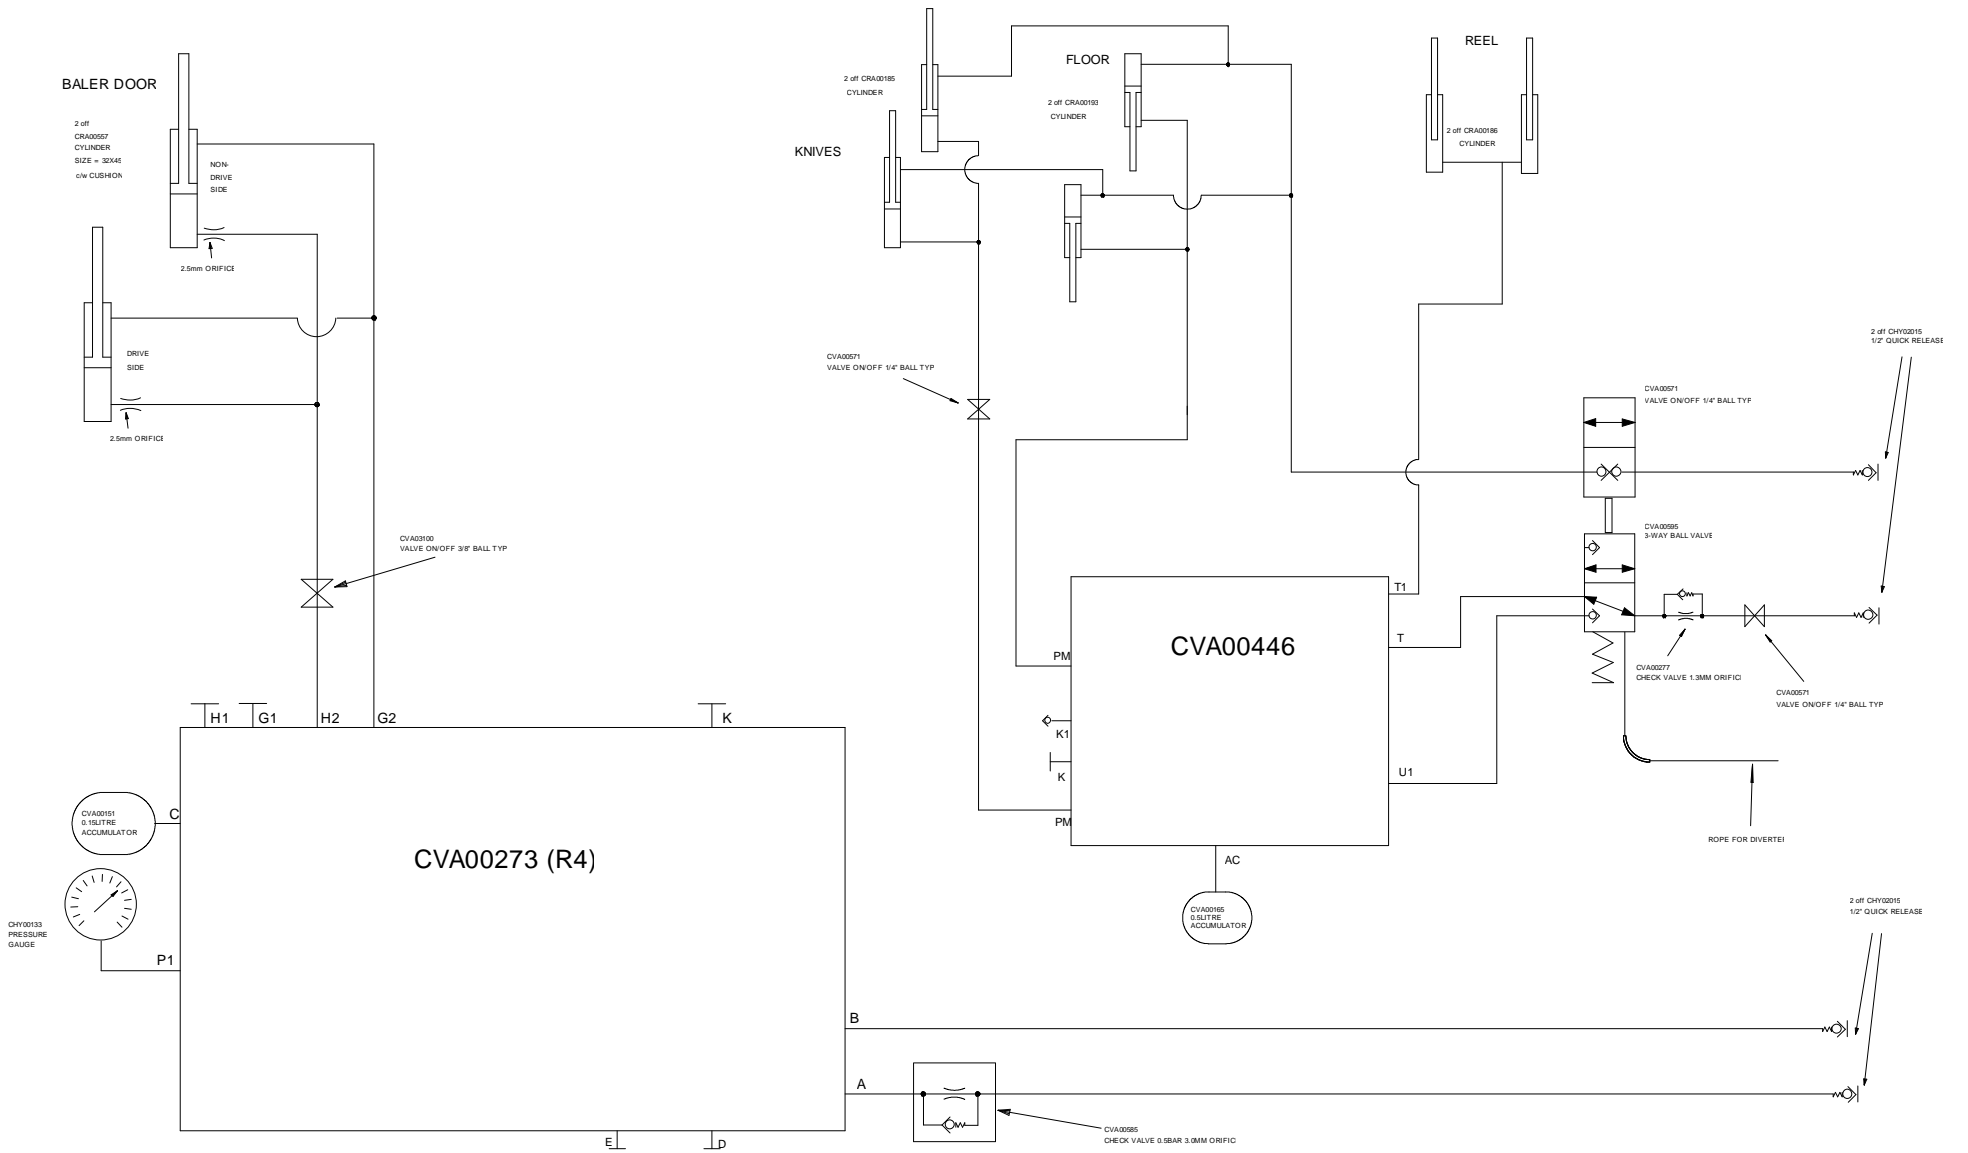 BALER DOOR
2 off
CRA00557
CYLINDER
SIZE = 32X45
c/w CUSHION
NON-
DRIVE
SIDE
2.5mm ORIFICE
DRIVE
SIDE
2.5mm ORIFICE
2 off CRA00185
CYLINDER
KNIVES
FLOOR
2 off CRA00193
CYLINDER
REEL
2 off CRA00186
CYLINDER
CVA00571
VALVE ON/OFF 1/4" BALL TYP
2 off CHY02015
1/2" QUICK RELEASE
CVA00571
VALVE ON/OFF 1/4" BALL TYP
CVA03100
VALVE ON/OFF 3/8" BALL TYP
CVA00595
3-WAY BALL VALVE
T1
T
CVA00446
PM
K1
K
PM
U1
AC
CVA00277
CHECK VALVE 1.3MM ORIFIC
CVA00571
VALVE ON/OFF 1/4" BALL TYP
ROPE FOR DIVERTE
CVA00165
0.5LITRE
ACCUMULATOR
H1
G1
H2
G2
K
C
CVA00151
0.15LITRE
ACCUMULATOR
CVA00273 (R4)
CHY00133
PRESSURE
GAUGE
P1
2 off CHY02015
1/2" QUICK RELEASE
B
A
E
D
CVA00585
CHECK VALVE 0.5BAR 3.0MM ORIFIC